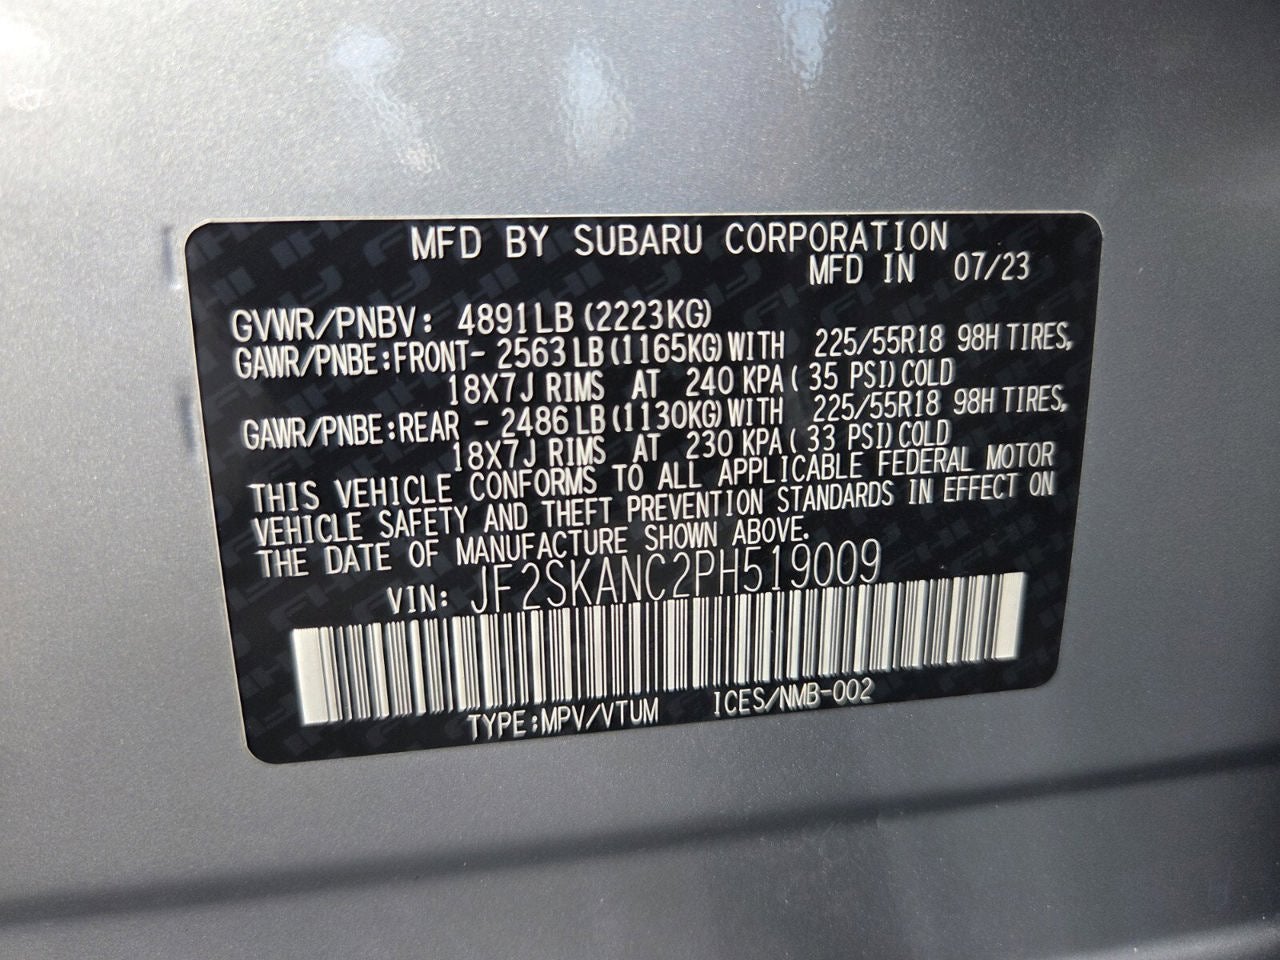 MFD BY SUBARU CORPORATION
MFD IN 07/23
GVWR/PNBV: 4891LB (2223KG)
GAWR/PNBE:FRONT- 2563LB(1165KG)WITH 225/55R18 98H TIRES,
18X7J RIMS AT 240 KPA( 35 PSI)COLD
GAWR/PNBE:REAR - 2486LB(1130KG)WITH 225/55R18 98H TIRES,
18X7J RIMS AT 230 KPA( 33 PSI)COLD
THIS VEHICLE CONFORMS TO ALL APPLICABLE FEDERAL MOTOR
VEHICLE SAFETY AND THEFT PREVENTION STANDARDS IN EFFECT ON
THE DATE OF MANUFACTURE SHOWN ABOVE.
VIN: JF2SKANC2PH519009
TYPE:MPV/VTUM ICES/NMB-002